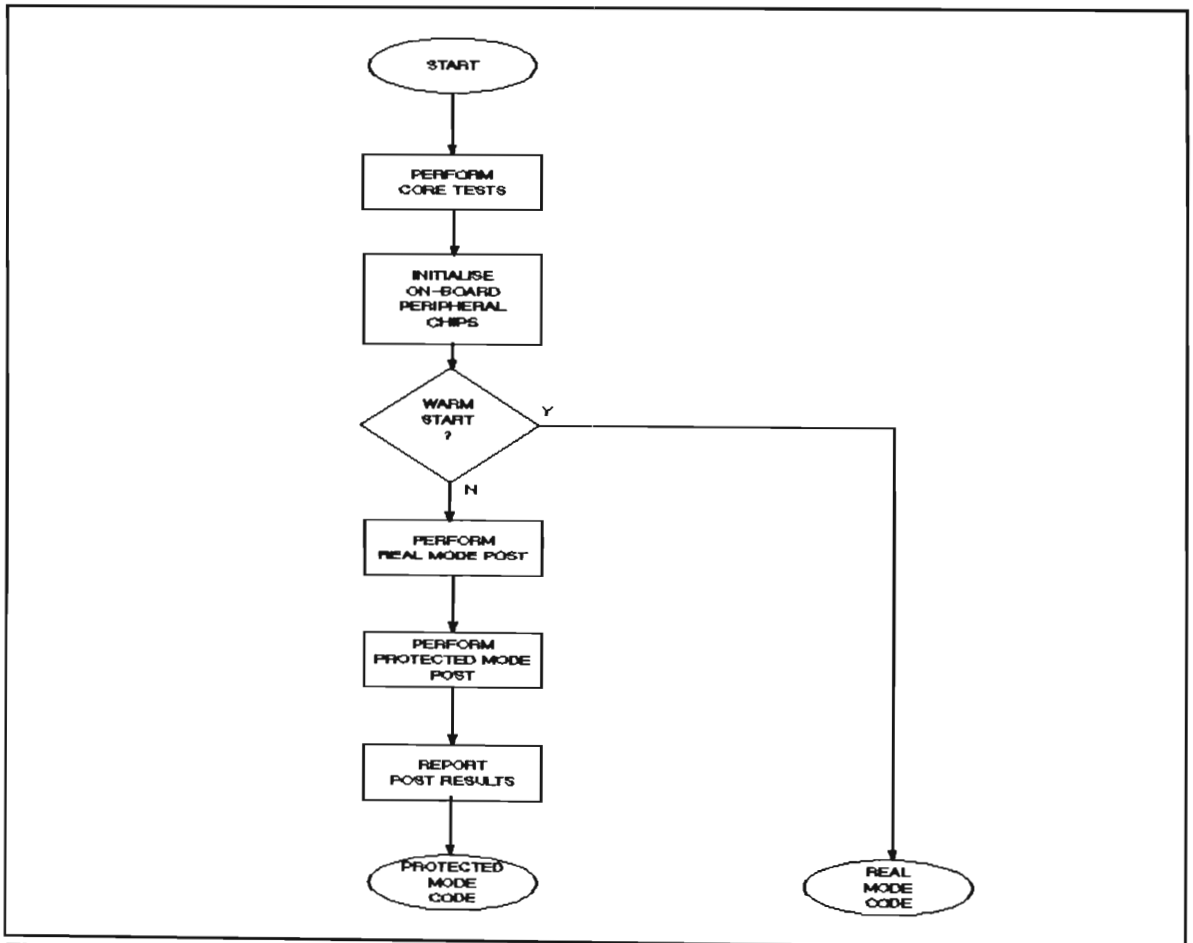 START
PERFORM
CORE TESTS
INITIALISE
ON-BOARD
PERIPHERAL
CHIPS
WARM
START
?
Y
N
PERFORM
REAL MODE POST
PERFORM
PROTECTED MODE
POST
REPORT
POST RESULTS
PROTECTED
MODE
CODE
REAL
MODE
CODE